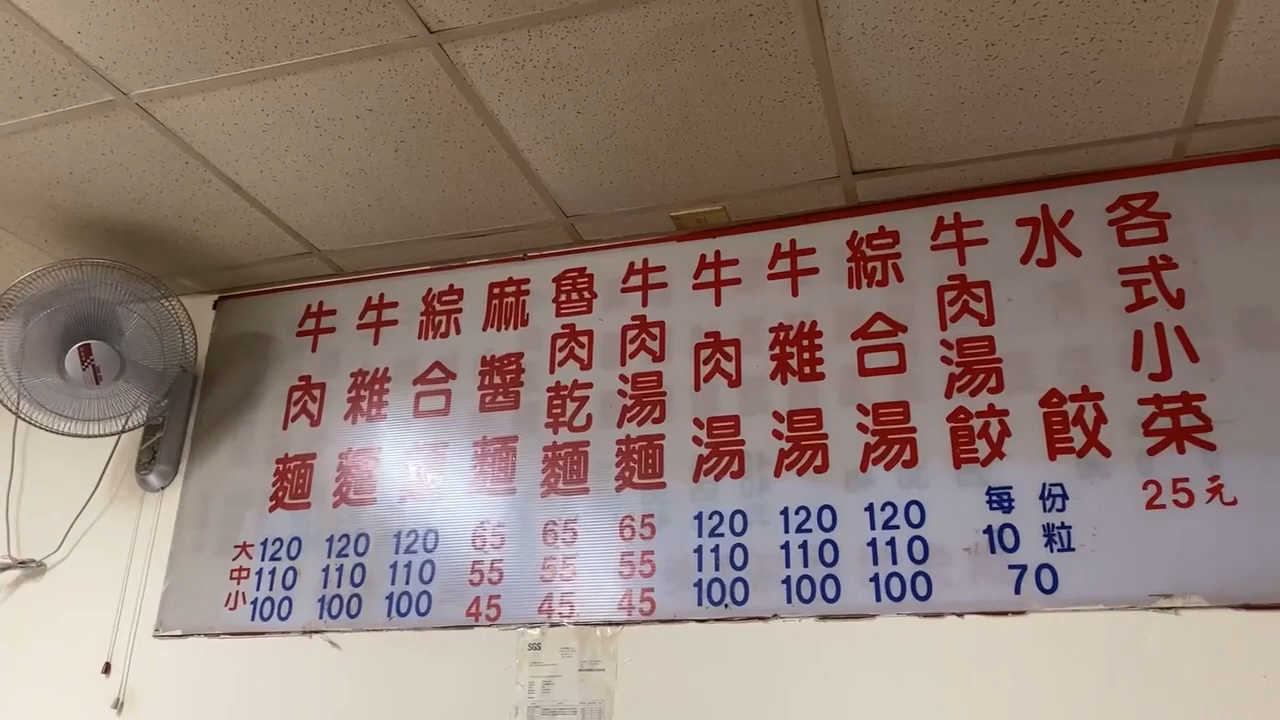 牛肉麵
牛雜麵
綜合麵
麻醬麵
魯肉乾麵
牛肉湯麵
牛肉湯
牛雜湯
綜合湯
牛肉湯餃
水餃
各式小菜
25元
大 120 120 120 65 65 65 120 120 120
中 110 110 110 55 55 55 110 110 110
小 100 100 100 45 45 45 100 100 100
每份
10粒
70
SGS